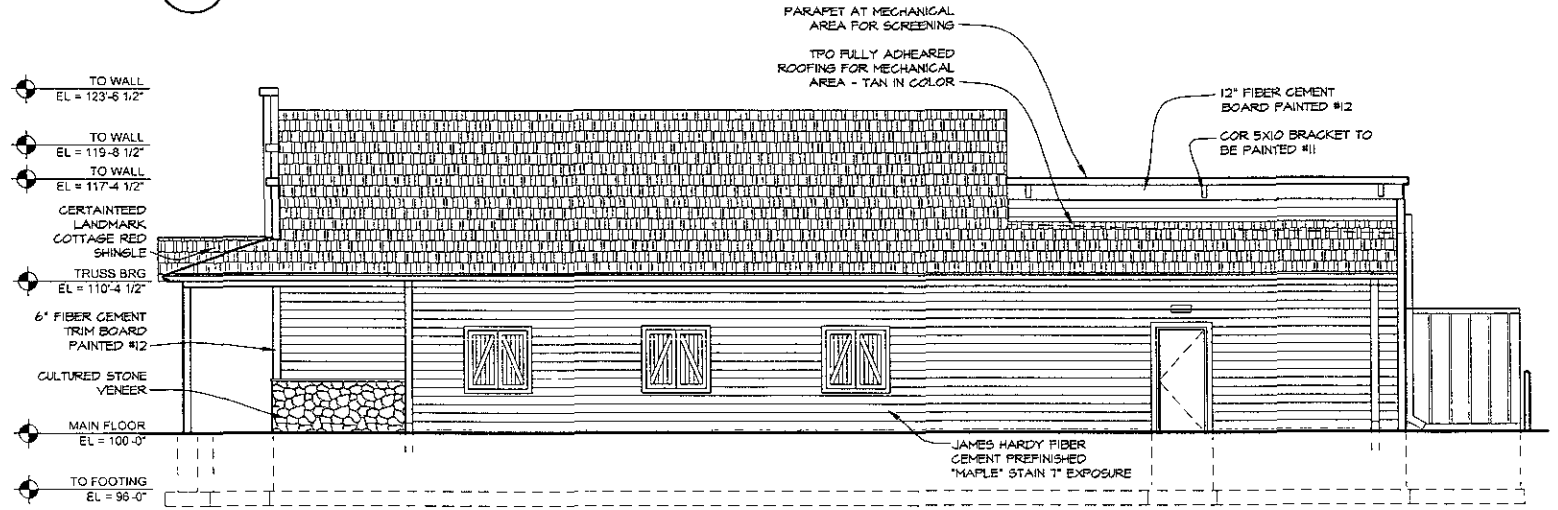 PARAPET AT MECHANICAL
AREA FOR SCREENING
TPO FULLY ADHEARED
ROOFING FOR MECHANICAL
AREA - TAN IN COLOR
12" FIBER CEMENT
BOARD PAINTED #12
COR 5X10 BRACKET TO
BE PAINTED #11
TO WALL
EL = 123'-6 1/2"
TO WALL
EL = 119'-8 1/2"
TO WALL
EL = 117'-4 1/2"
CERTAINTEED
LANDMARK
COTTAGE RED
SHINGLE
TRUSS BRG
EL = 110'-4 1/2"
6" FIBER CEMENT
TRIM BOARD
PAINTED #12
CULTURED STONE
VENEER
MAIN FLOOR
EL = 100'-0"
JAMES HARDY FIBER
CEMENT PREFINISHED
"MAPLE" STAIN 7" EXPOSURE
TO FOOTING
EL = 96'-0"